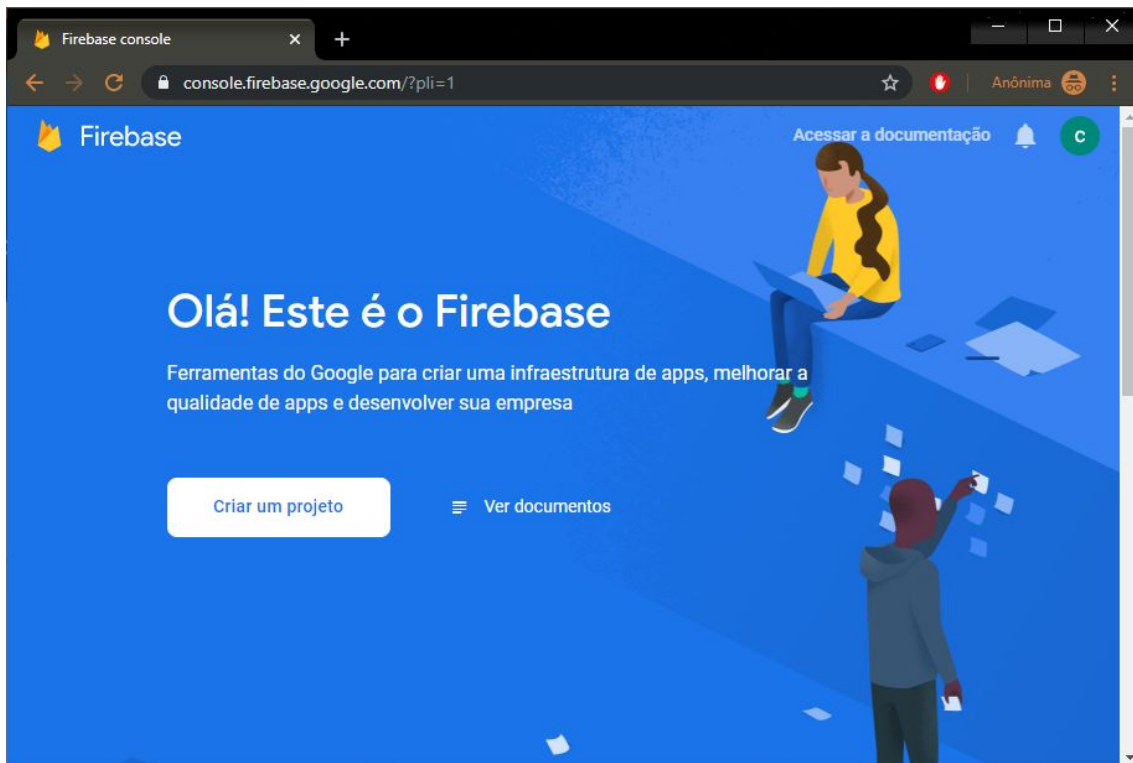 Firebase console
console.firebase.google.com/?pli=1
Anônima
Firebase
Acessar a documentação
C
Olá! Este é o Firebase
Ferramentas do Google para criar uma infraestrutura de apps, melhorar a
qualidade de apps e desenvolver sua empresa
Criar um projeto
Ver documentos